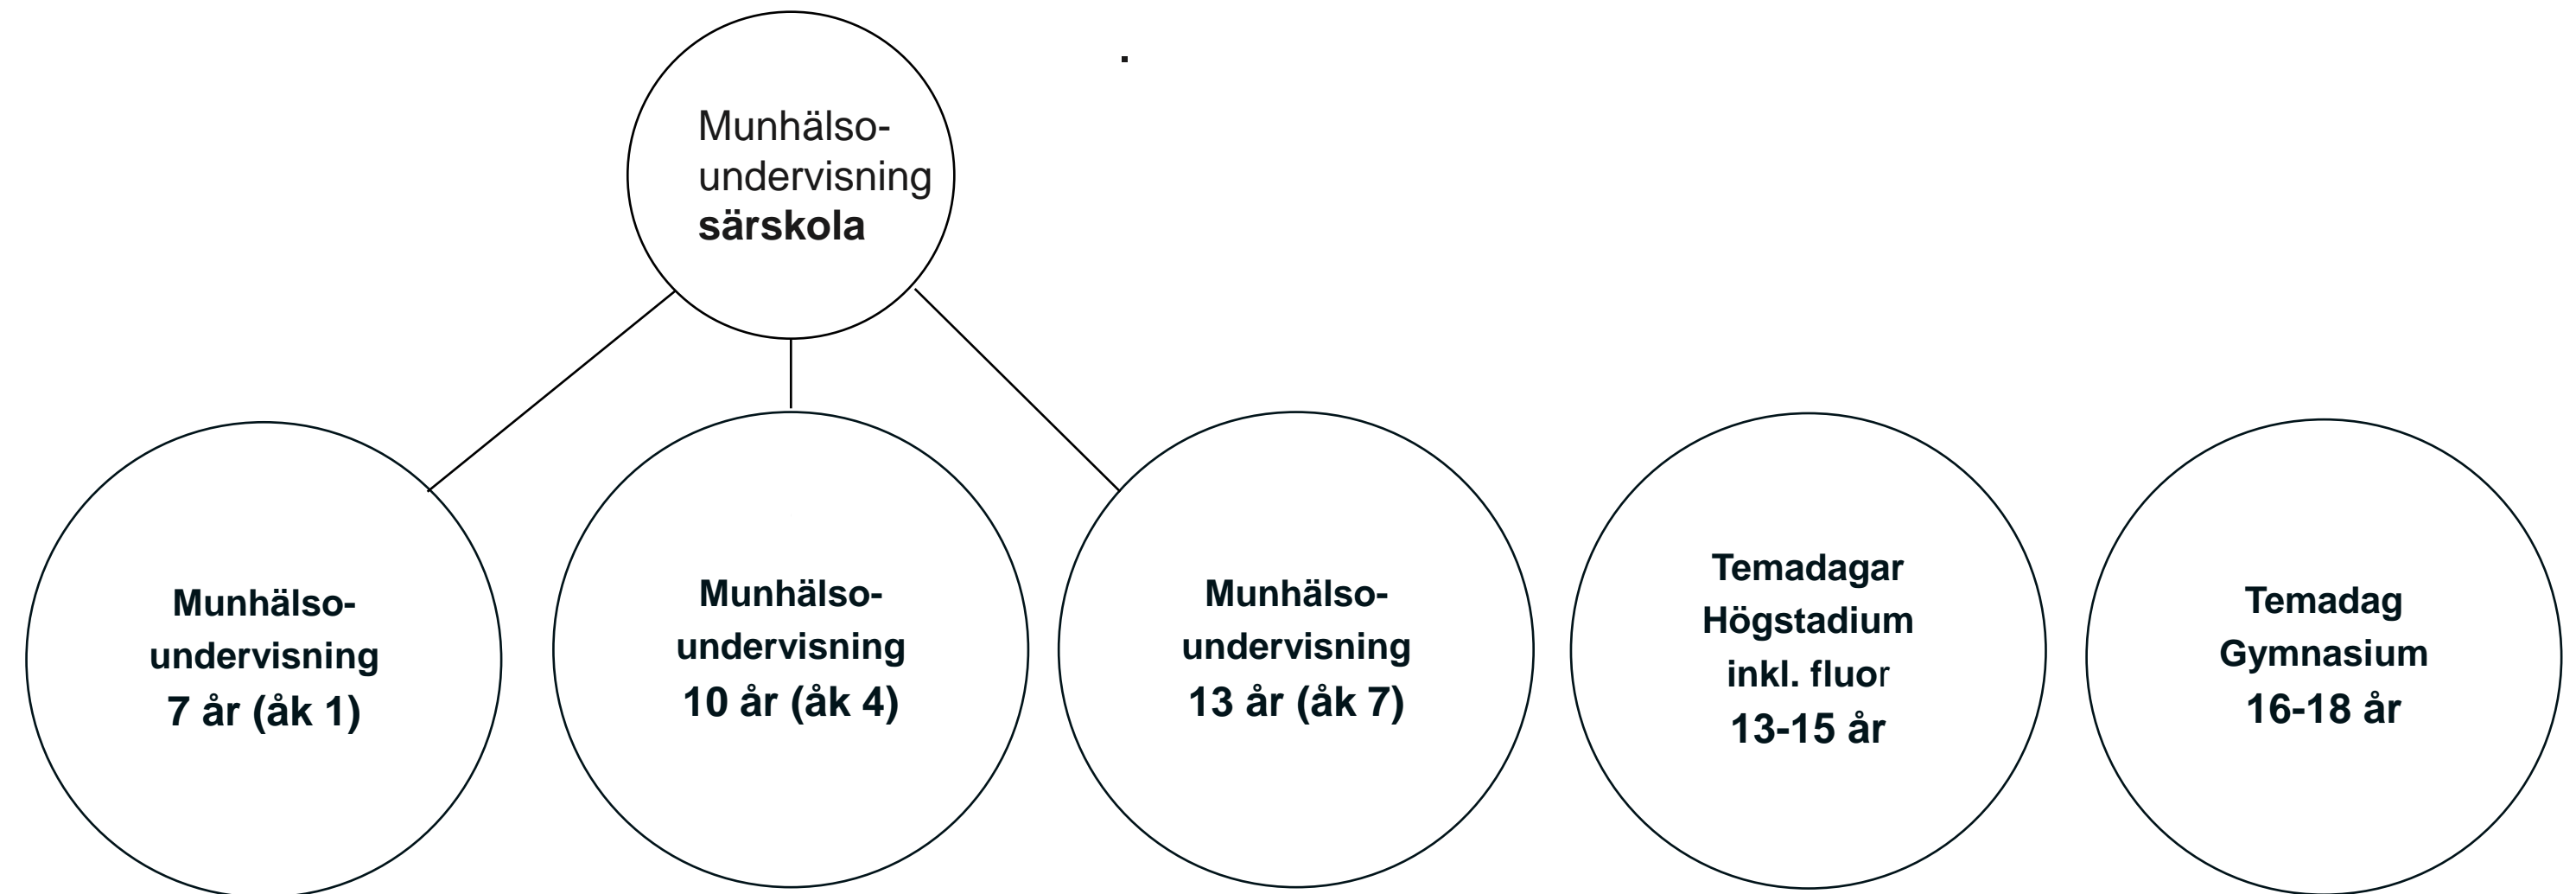 .
Munhälso-
undervisning
särskola
Munhälso-
undervisning
7 år (åk 1)
Munhälso-
undervisning
10 år (åk 4)
Munhälso-
undervisning
13 år (åk 7)
Temadagar
Högstadium
inkl. fluor
13-15 år
Temadag
Gymnasium
16-18 år